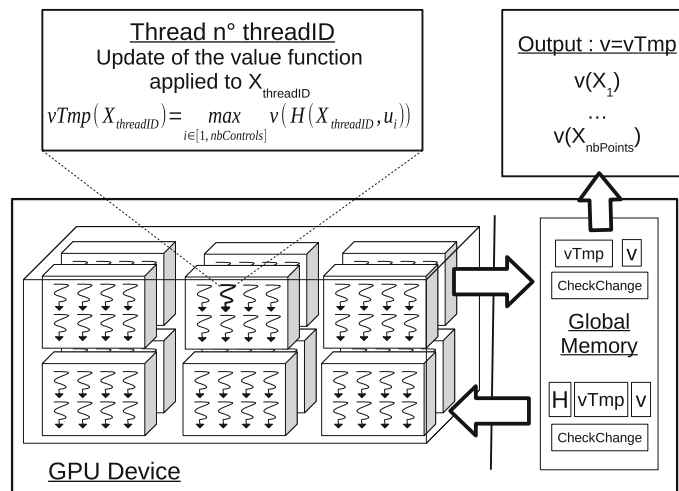 Thread n° threadID
Update of the value function
applied to X_threadID
vTmp(X_threadID)= max_{i∈[1,nbControls]} v(H(X_threadID,u_i))
Output : v=vTmp
v(X_1)
...
v(X_nbPoints)
vTmp v
CheckChange
Global
Memory
H vTmp v
CheckChange
GPU Device